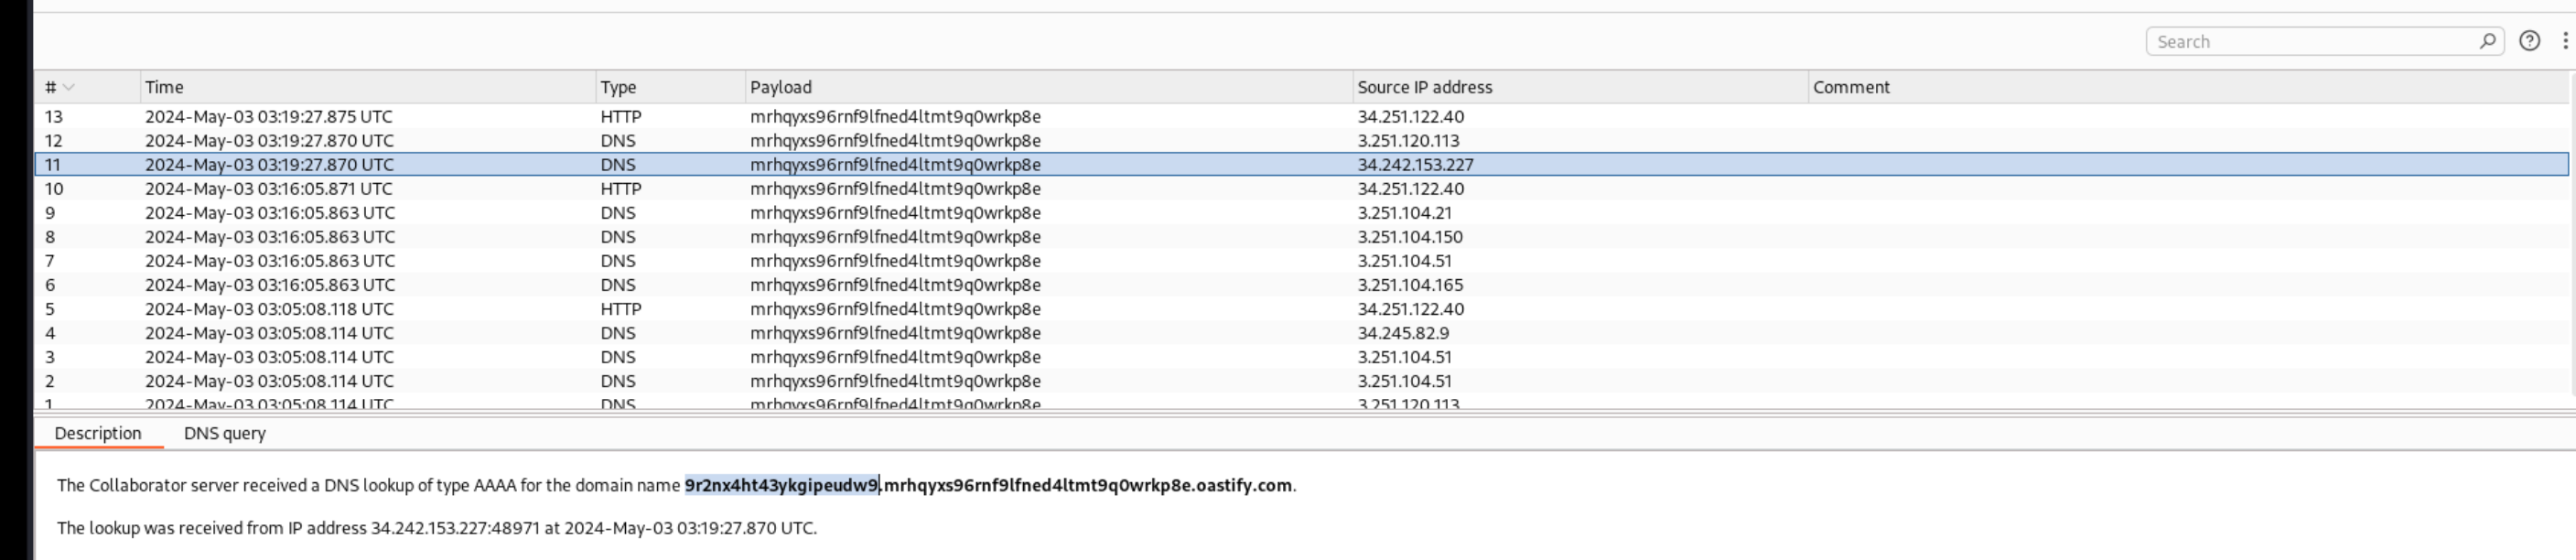 Search
# Time Type Payload Source IP address Comment
13 2024-May-03 03:19:27.875 UTC HTTP mrhqyxs96rnf9lfned4ltmt9q0wrkp8e 34.251.122.40
12 2024-May-03 03:19:27.870 UTC DNS mrhqyxs96rnf9lfned4ltmt9q0wrkp8e 3.251.120.113
11 2024-May-03 03:19:27.870 UTC DNS mrhqyxs96rnf9lfned4ltmt9q0wrkp8e 34.242.153.227
10 2024-May-03 03:16:05.871 UTC HTTP mrhqyxs96rnf9lfned4ltmt9q0wrkp8e 34.251.122.40
9 2024-May-03 03:16:05.863 UTC DNS mrhqyxs96rnf9lfned4ltmt9q0wrkp8e 3.251.104.21
8 2024-May-03 03:16:05.863 UTC DNS mrhqyxs96rnf9lfned4ltmt9q0wrkp8e 3.251.104.150
7 2024-May-03 03:16:05.863 UTC DNS mrhqyxs96rnf9lfned4ltmt9q0wrkp8e 3.251.104.51
6 2024-May-03 03:16:05.863 UTC DNS mrhqyxs96rnf9lfned4ltmt9q0wrkp8e 3.251.104.165
5 2024-May-03 03:05:08.118 UTC HTTP mrhqyxs96rnf9lfned4ltmt9q0wrkp8e 34.251.122.40
4 2024-May-03 03:05:08.114 UTC DNS mrhqyxs96rnf9lfned4ltmt9q0wrkp8e 34.245.82.9
3 2024-May-03 03:05:08.114 UTC DNS mrhqyxs96rnf9lfned4ltmt9q0wrkp8e 3.251.104.51
2 2024-May-03 03:05:08.114 UTC DNS mrhqyxs96rnf9lfned4ltmt9q0wrkp8e 3.251.104.51
1 2024-May-03 03:05:08.114 UTC DNS mrhqyxs96rnf9lfned4ltmt9q0wrkp8e 3.251.120.113
Description DNS query
The Collaborator server received a DNS lookup of type AAAA for the domain name 9r2nx4ht43ykgipeudw9.mrhqyxs96rnf9lfned4ltmt9q0wrkp8e.oastify.com.
The lookup was received from IP address 34.242.153.227:48971 at 2024-May-03 03:19:27.870 UTC.